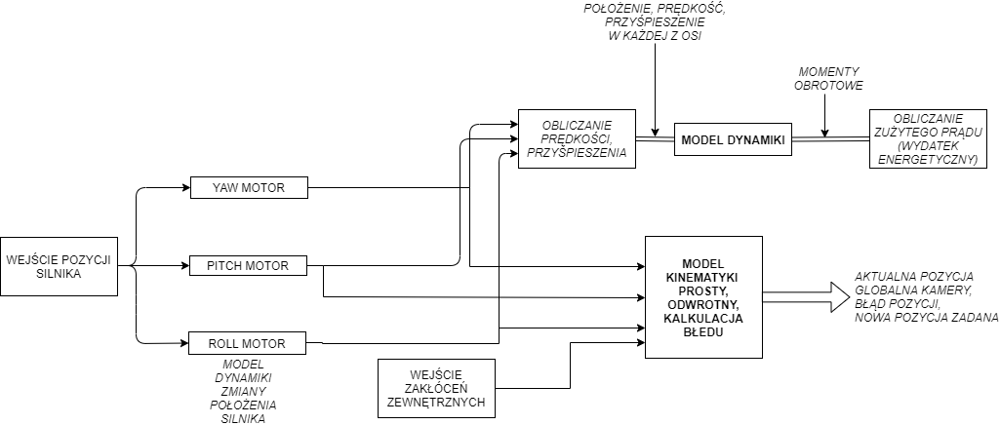 POŁOŻENIE, PRĘDKOŚĆ,
PRZYŚPIESZENIE
W KAŻDEJ Z OSI
MOMENTY
OBROTOWE
OBLICZANIE
PRĘDKOŚCI,
PRZYŚPIESZENIA
MODEL DYNAMIKI
OBLICZANIE
ZUŻYTEGO PRĄDU
(WYDATEK
ENERGETYCZNY)
YAW MOTOR
WEJŚCIE POZYCJI
SILNIKA
PITCH MOTOR
MODEL
KINEMATYKI
PROSTY,
ODWROTNY,
KALKULACJA
BŁEDU
AKTUALNA POZYCJA
GLOBALNA KAMERY,
BŁĄD POZYCJI,
NOWA POZYCJA ZADANA
ROLL MOTOR
MODEL
DYNAMIKI
ZMIANY
POŁOŻENIA
SILNIKA
WEJŚCIE
ZAKŁÓCEŃ
ZEWNĘTRZNYCH